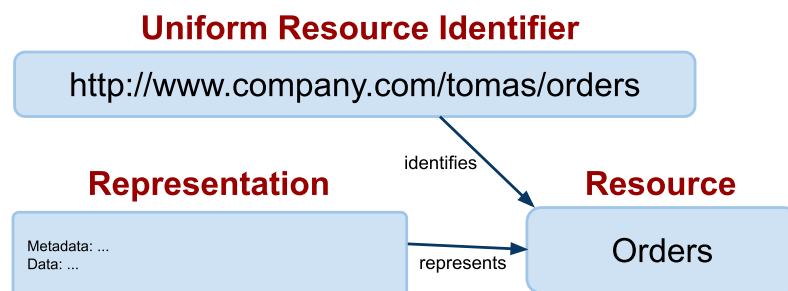 Uniform Resource Identifier
http://www.company.com/tomas/orders
identifies
Representation
Resource
Metadata: ...
Data: ...
represents
Orders